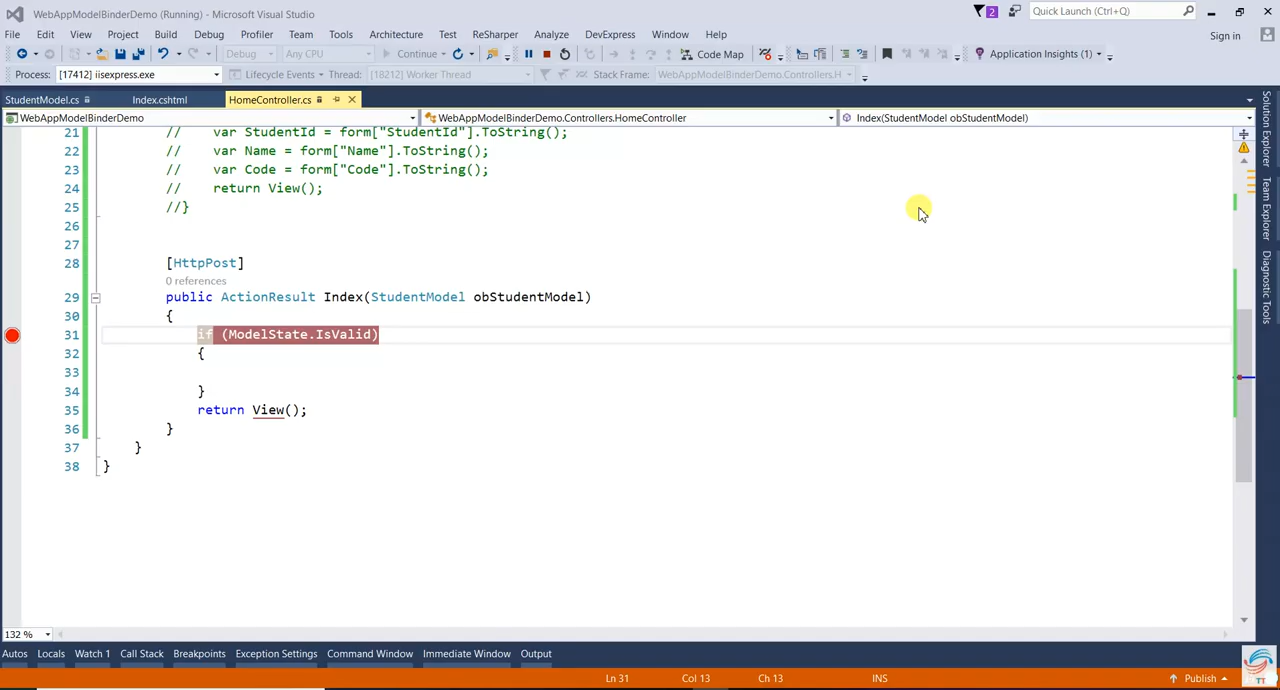 WebAppModelBinderDemo (Running) - Microsoft Visual Studio
2
Quick Launch (Ctrl+Q)
File Edit View Project Build Debug Profiler Team Tools Architecture Test ReSharper Analyze DevExpress Window Help
Sign in
Debug Any CPU Continue Code Map Application Insights (1)
Process: [17412] iisexpress.exe Lifecycle Events Thread: [18212] Worker Thread Stack Frame: WebAppModelBinderDemo.Controllers.H
StudentModel.cs Index.cshtml HomeController.cs
WebAppModelBinderDemo WebAppModelBinderDemo.Controllers.HomeController Index(StudentModel obStudentModel)
21 // var StudentId = form["StudentId"].ToString();
22 // var Name = form["Name"].ToString();
23 // var Code = form["Code"].ToString();
24 // return View();
25 //}
26
27
28 [HttpPost]
0 references
29 public ActionResult Index(StudentModel obStudentModel)
30 {
31 if (ModelState.IsValid)
32 {
33
34 }
35 return View();
36 }
37 }
38 }
Solution Explorer
Team Explorer
Diagnostic Tools
132 %
Autos Locals Watch 1 Call Stack Breakpoints Exception Settings Command Window Immediate Window Output
Ln 31 Col 13 Ch 13 INS Publish
TT